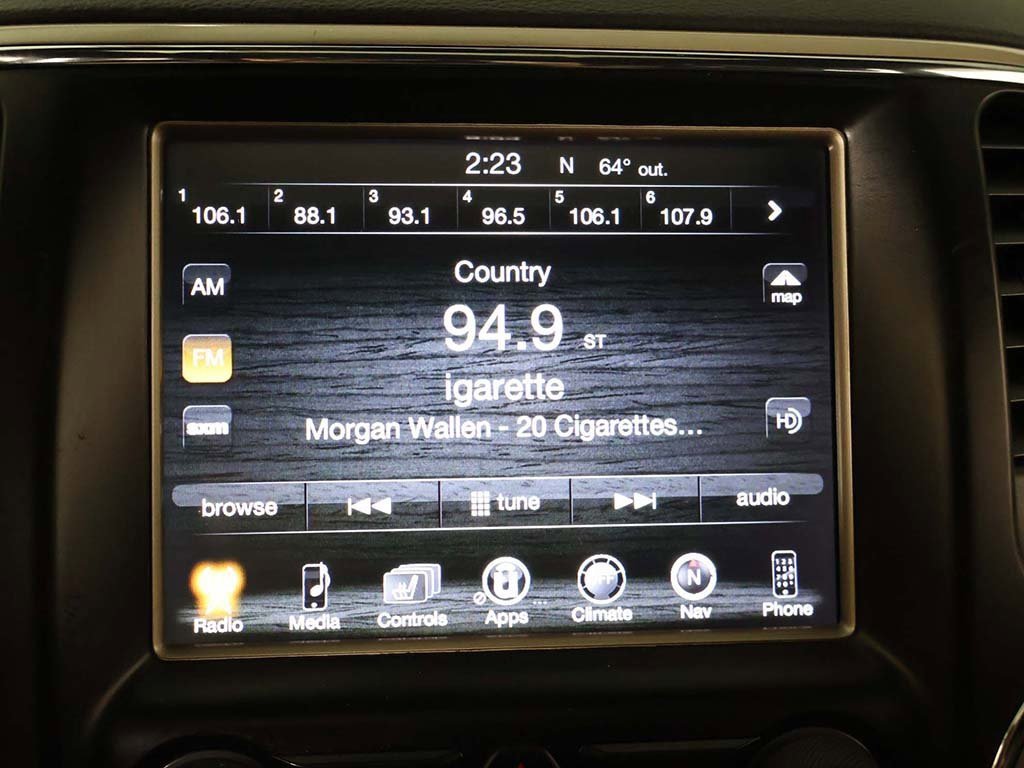 2:23 N 64° out.
1 106.1 2 88.1 3 93.1 4 96.5 5 106.1 6 107.9
AM
Country
map
94.9 ST
FM
igarette
sxm
Morgan Wallen - 20 Cigarettes...
HD
browse tune audio
OFF N
Radio Media Controls Apps Climate Nav Phone